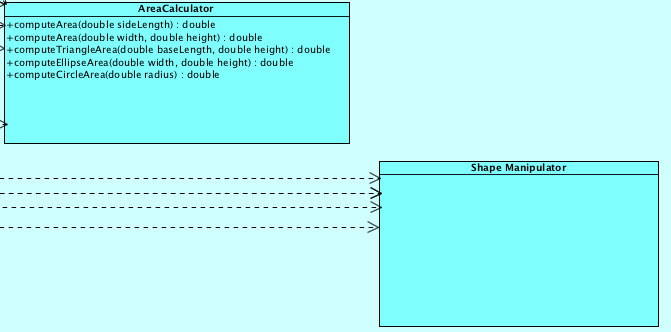 AreaCalculator
+computeArea(double sideLength) : double
+computeArea(double width, double height) : double
+computeTriangleArea(double baseLength, double height) : double
+computeEllipseArea(double width, double height) : double
+computeCircleArea(double radius) : double
Shape Manipulator